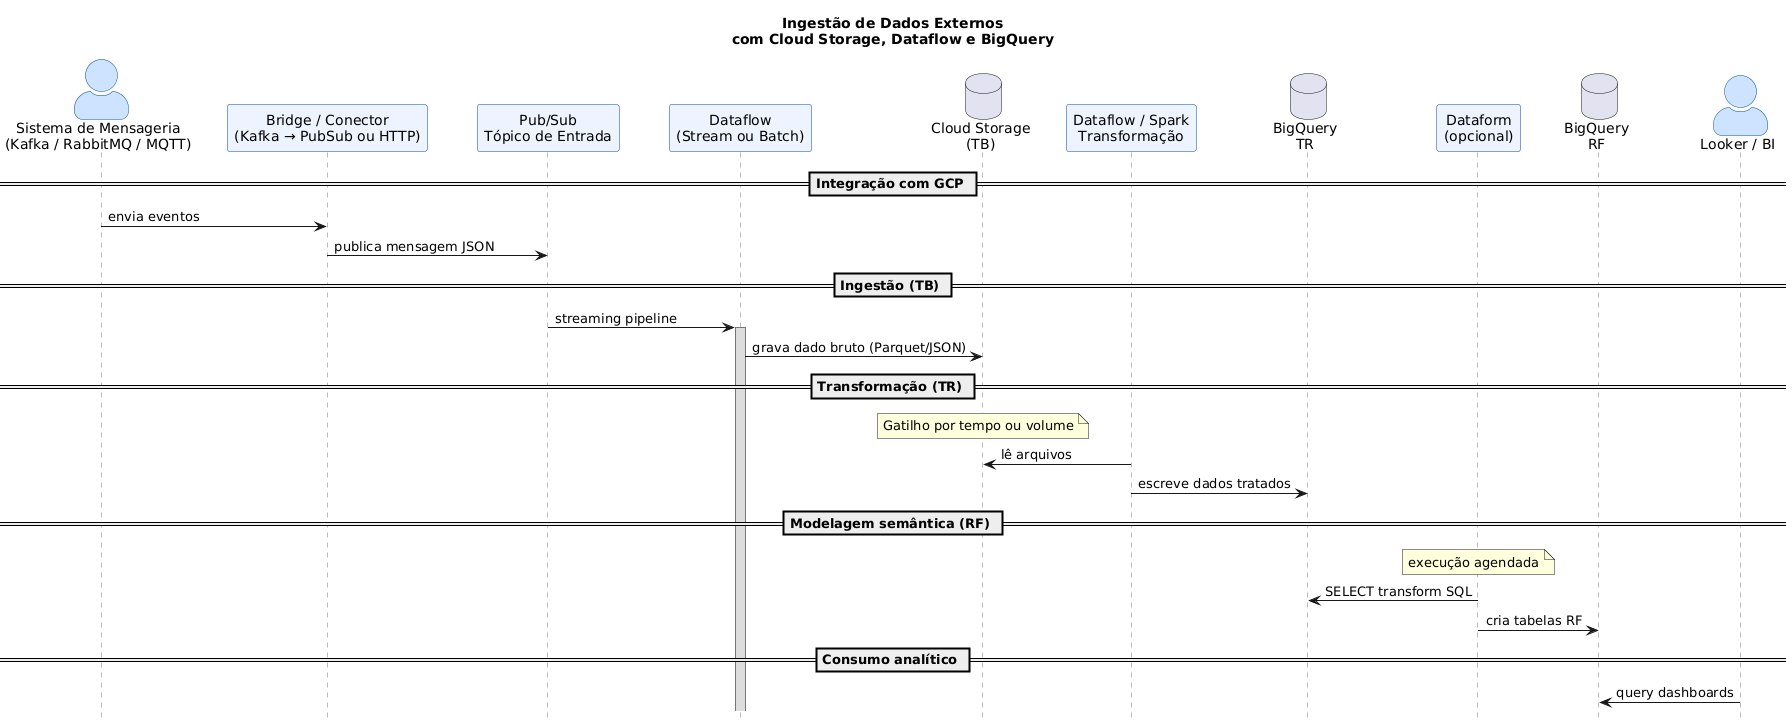 Ingestão de Dados Externos
com Cloud Storage, Dataflow e BigQuery
Sistema de Mensageria
(Kafka / RabbitMQ / MQTT)
Bridge / Conector
(Kafka → PubSub ou HTTP)
Pub/Sub
Tópico de Entrada
Dataflow
(Stream ou Batch)
Cloud Storage
(TB)
Dataflow / Spark
Transformação
BigQuery
TR
Dataform
(opcional)
BigQuery
RF
Looker / BI
Integração com GCP
envia eventos
publica mensagem JSON
Ingestão (TB)
streaming pipeline
grava dado bruto (Parquet/JSON)
Transformação (TR)
Gatilho por tempo ou volume
lê arquivos
escreve dados tratados
Modelagem semântica (RF)
execução agendada
SELECT transform SQL
cria tabelas RF
Consumo analítico
query dashboards